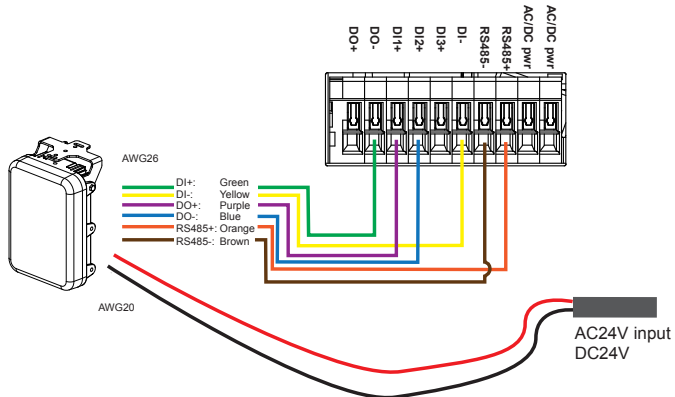 DO+
DO-
DI1+
DI2+
DI3+
DI-
RS485-
RS485+
AC/DC pwr
AC/DC pwr
AWG26
DI+: Green
DI-: Yellow
DO+: Purple
DO-: Blue
RS485+: Orange
RS485-: Brown
AWG20
AC24V input
DC24V